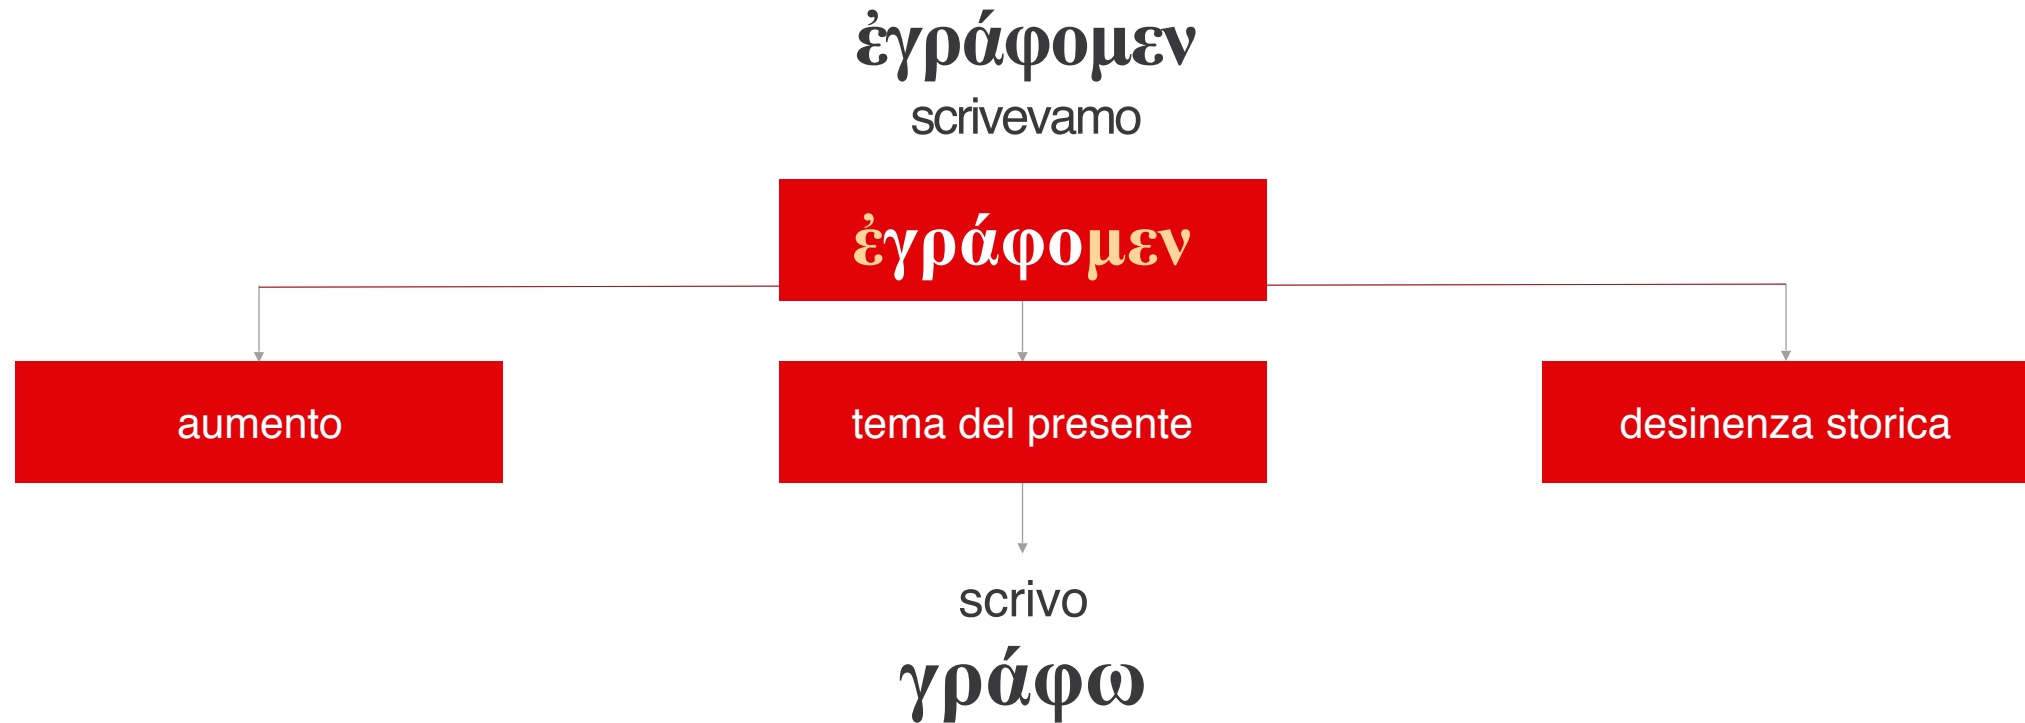 ἐγράφομεν
scrivevamo
ἐγράφομεν
aumento
tema del presente
desinenza storica
scrivo
γράφω